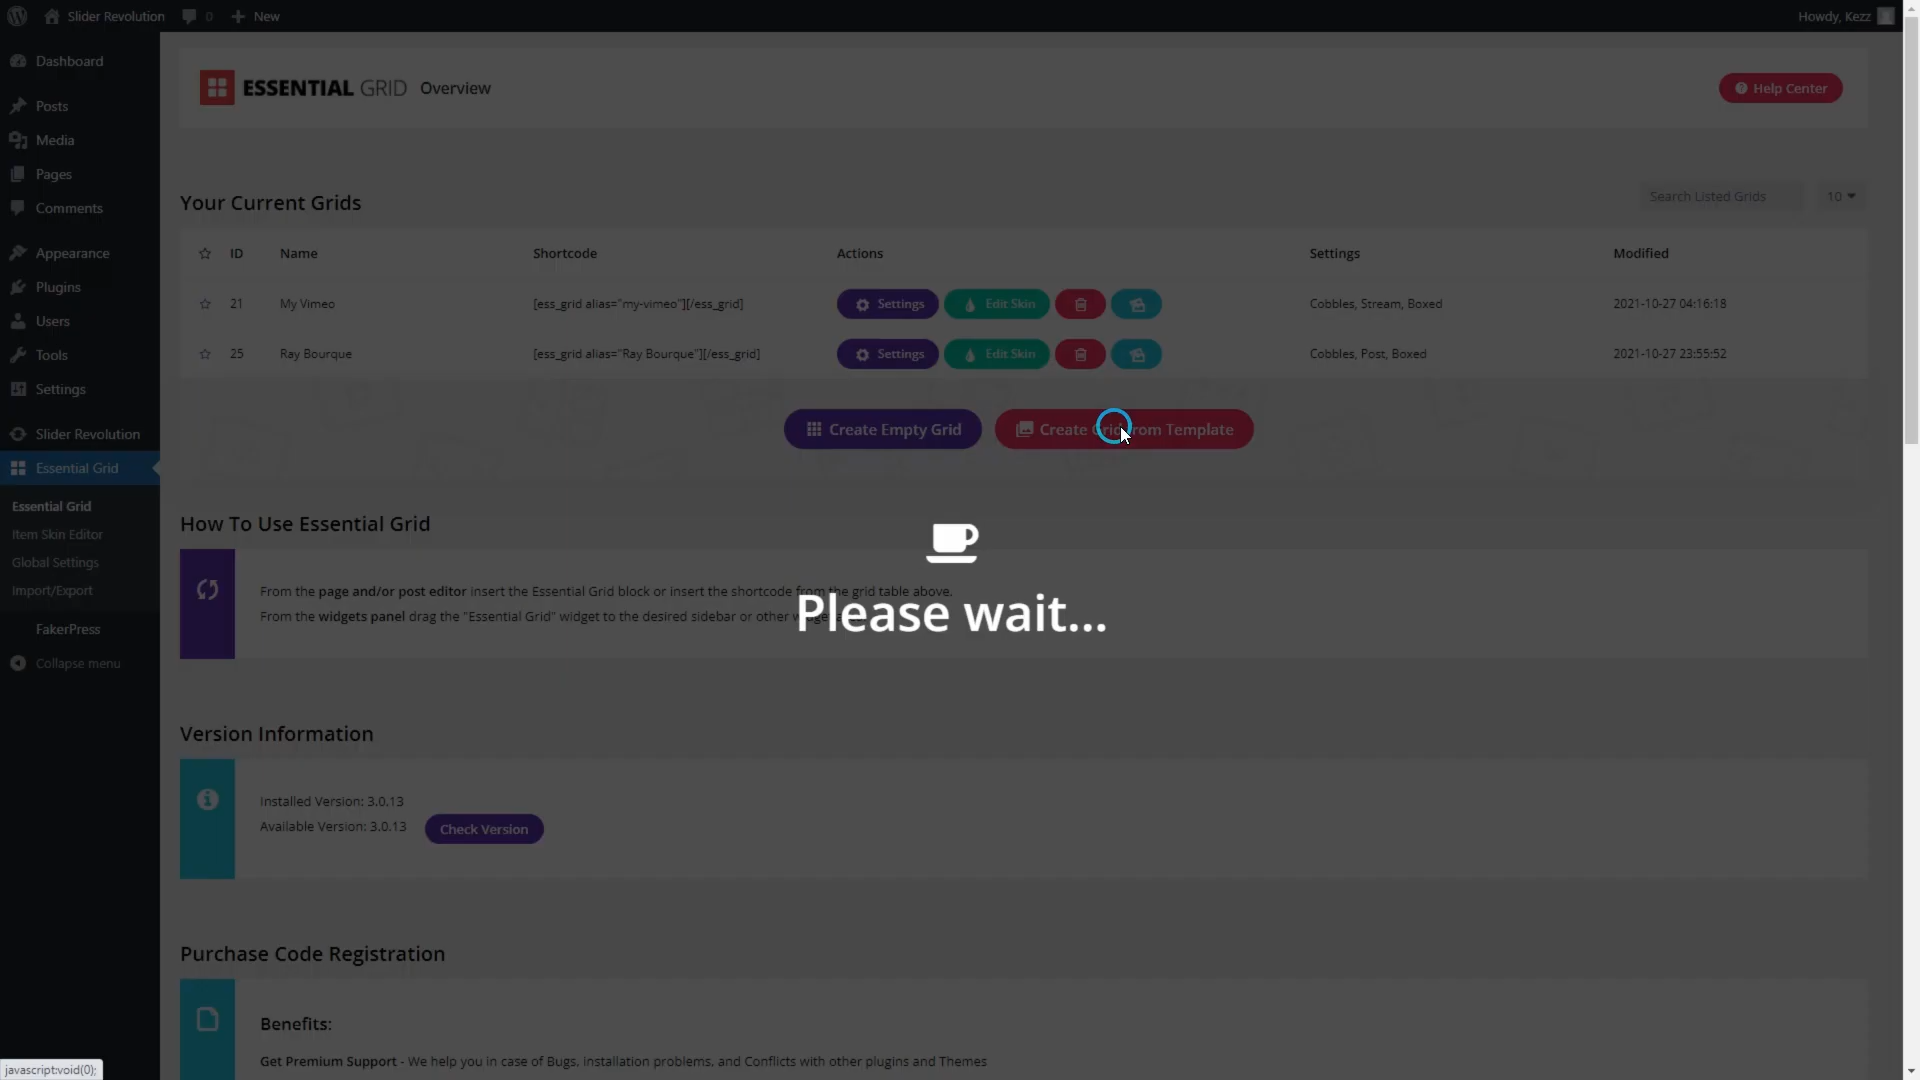 Slider Revolution
0
New
Howdy, Kezz
Dashboard
Posts
Media
Pages
Comments
Appearance
Plugins
Users
Tools
Settings
Slider Revolution
Essential Grid
Essential Grid
Item Skin Editor
Global Settings
Import/Export
FakerPress
Collapse menu
ESSENTIAL GRID Overview
Help Center
Your Current Grids
Search Listed Grids
10
ID Name Shortcode Actions Settings Modified
21 My Vimeo [ess_grid alias="my-vimeo"][/ess_grid] Settings Edit Skin Cobbles, Stream, Boxed 2021-10-27 04:16:18
25 Ray Bourque [ess_grid alias="Ray Bourque"][/ess_grid] Settings Edit Skin Cobbles, Post, Boxed 2021-10-27 23:55:52
Create Empty Grid
Create Grid From Template
How To Use Essential Grid
From the page and/or post editor insert the Essential Grid block or insert the shortcode from the grid table above.
From the widgets panel drag the "Essential Grid" widget to the desired sidebar or other
Please wait...
Version Information
Installed Version: 3.0.13
Available Version: 3.0.13
Check Version
Purchase Code Registration
Benefits:
Get Premium Support - We help you in case of Bugs, installation problems, and Conflicts with other plugins and Themes
javascript:void(0);